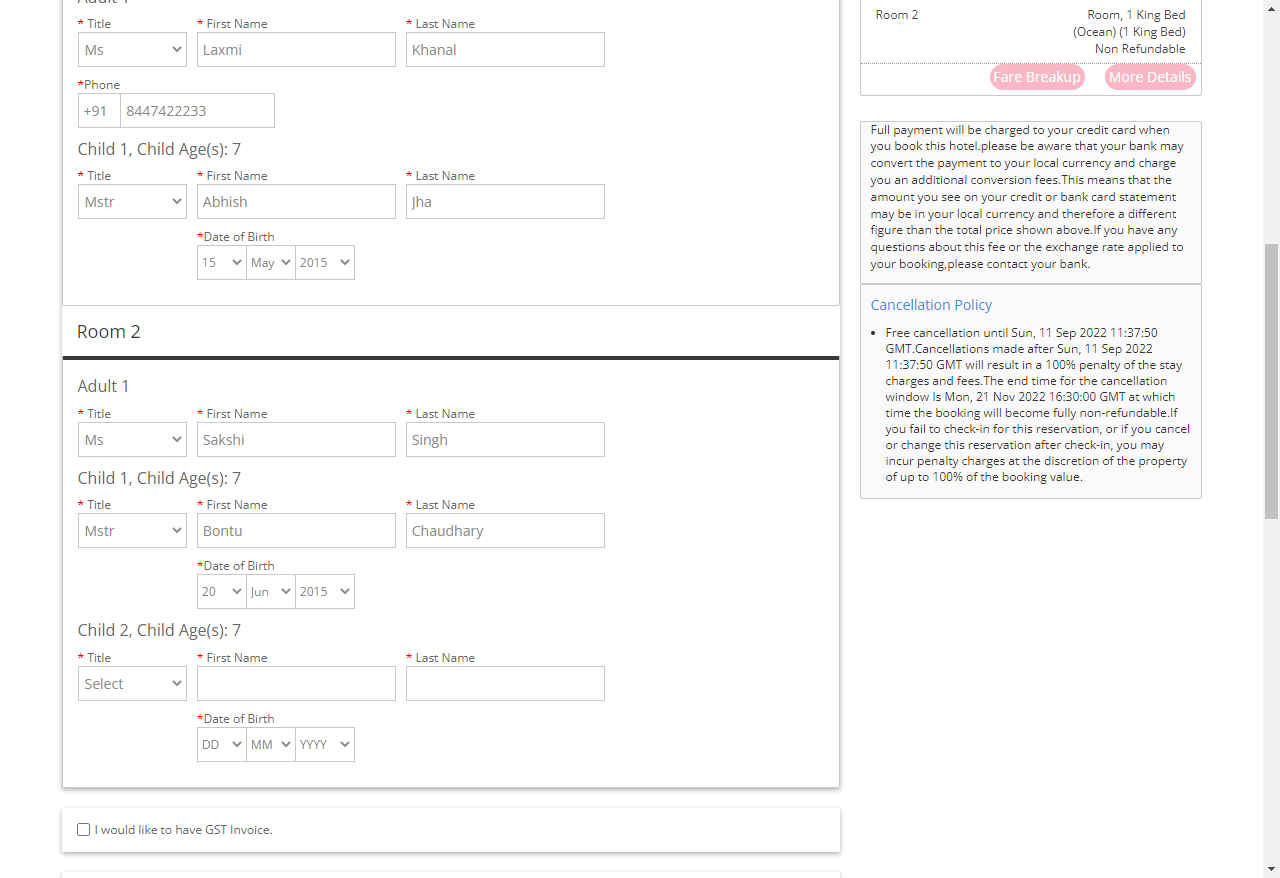 Adult 1
* Title * First Name * Last Name
Ms Laxmi Khanal
*Phone
+91 8447422233
Child 1, Child Age(s): 7
* Title * First Name * Last Name
Mstr Abhish Jha
*Date of Birth
15 May 2015
Room 2
Adult 1
* Title * First Name * Last Name
Ms Sakshi Singh
Child 1, Child Age(s): 7
* Title * First Name * Last Name
Mstr Bontu Chaudhary
*Date of Birth
20 Jun 2015
Child 2, Child Age(s): 7
* Title * First Name * Last Name
Select
*Date of Birth
DD MM YYYY
I would like to have GST Invoice.
Room 2 Room, 1 King Bed
(Ocean) (1 King Bed)
Non Refundable
Fare Breakup More Details
Full payment will be charged to your credit card when
you book this hotel.please be aware that your bank may
convert the payment to your local currency and charge
you an additional conversion fees.This means that the
amount you see on your credit or bank card statement
may be in your local currency and therefore a different
figure than the total price shown above.If you have any
questions about this fee or the exchange rate applied to
your booking,please contact your bank.
Cancellation Policy
• Free cancellation until Sun, 11 Sep 2022 11:37:50
GMT.Cancellations made after Sun, 11 Sep 2022
11:37:50 GMT will result in a 100% penalty of the stay
charges and fees.The end time for the cancellation
window Is Mon, 21 Nov 2022 16:30:00 GMT at which
time the booking will become fully non-refundable.If
you fail to check-in for this reservation, or if you cancel
or change this reservation after check-in, you may
incur penalty charges at the discretion of the property
of up to 100% of the booking value.